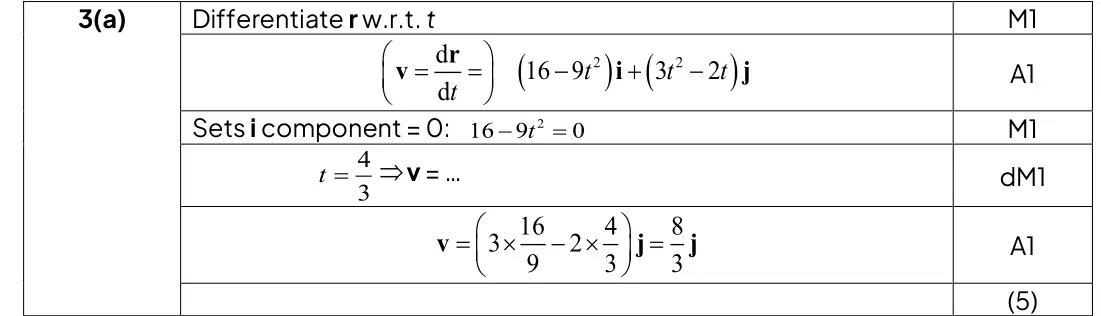 3(a) Differentiate r w.r.t. t M1
(v = dr/dt =) (16 − 9t²)i + (3t² − 2t)j A1
Sets i component = 0: 16 − 9t² = 0 M1
t = 4/3 ⇒ v = ... dM1
v = (3 × 16/9 − 2 × 4/3)j = 8/3 j A1
(5)